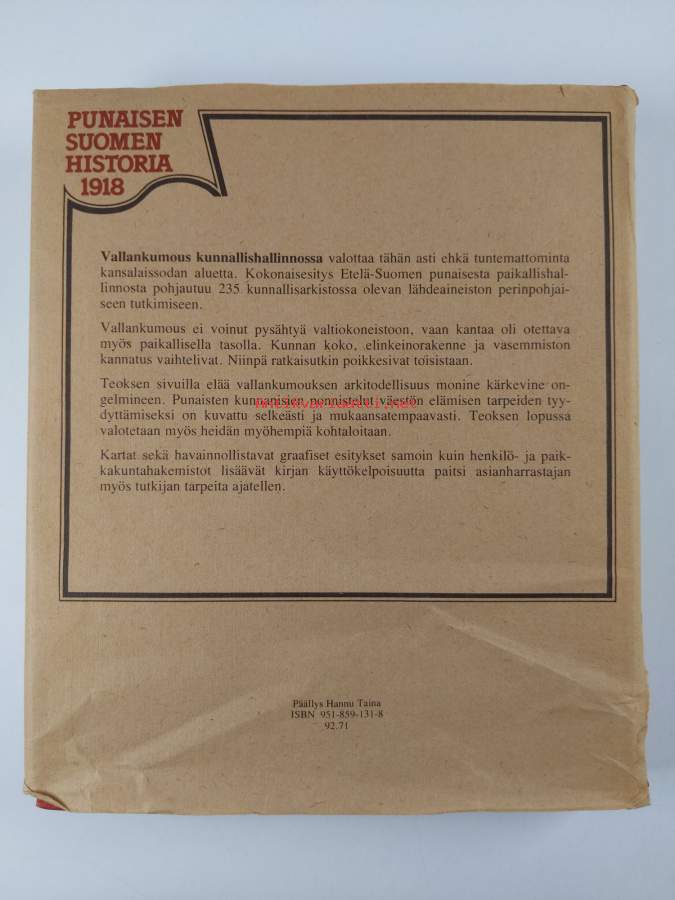 PUNAISEN
SUOMEN
HISTORIA
1918
Vallankumous kunnallishallinnossa valottaa tähän asti ehkä tuntemattominta
kansalaissodan aluetta. Kokonaisesitys Etelä-Suomen punaisesta paikallishal-
linnosta pohjautuu 235 kunnallisarkistossa olevan lähdeaineiston perinpohjai-
seen tutkimiseen.
Vallankumous ei voinut pysähtyä valtiokoneistoon, vaan kantaa oli otettava
myös paikallisella tasolla. Kunnan koko, elinkeinorakenne ja vasemmiston
kannatus vaihtelivat. Niinpä ratkaisutkin poikkesivat toisistaan.
Teoksen sivuilla elää vallankumouksen arkitodellisuus monine kärkevine on-
gelmineen. Punaisten kunnanisien ponnistelut väestön elämisen tarpeiden tyy-
antikvariaatti.net
dyttämiseksi on kuvattu selkeästi ja mukaansatempaavasti. Teoksen lopussa
valotetaan myös heidän myöhempiä kohtaloitaan.
Kartat sekä havainnollistavat graafiset esitykset samoin kuin henkilö- ja paik-
kakuntahakemistot lisäävät kirjan käyttökelpoisuutta paitsi asianharrastajan
myös tutkijan tarpeita ajatellen.
Päällys Hannu Taina
ISBN 951-859-131-8
92.71